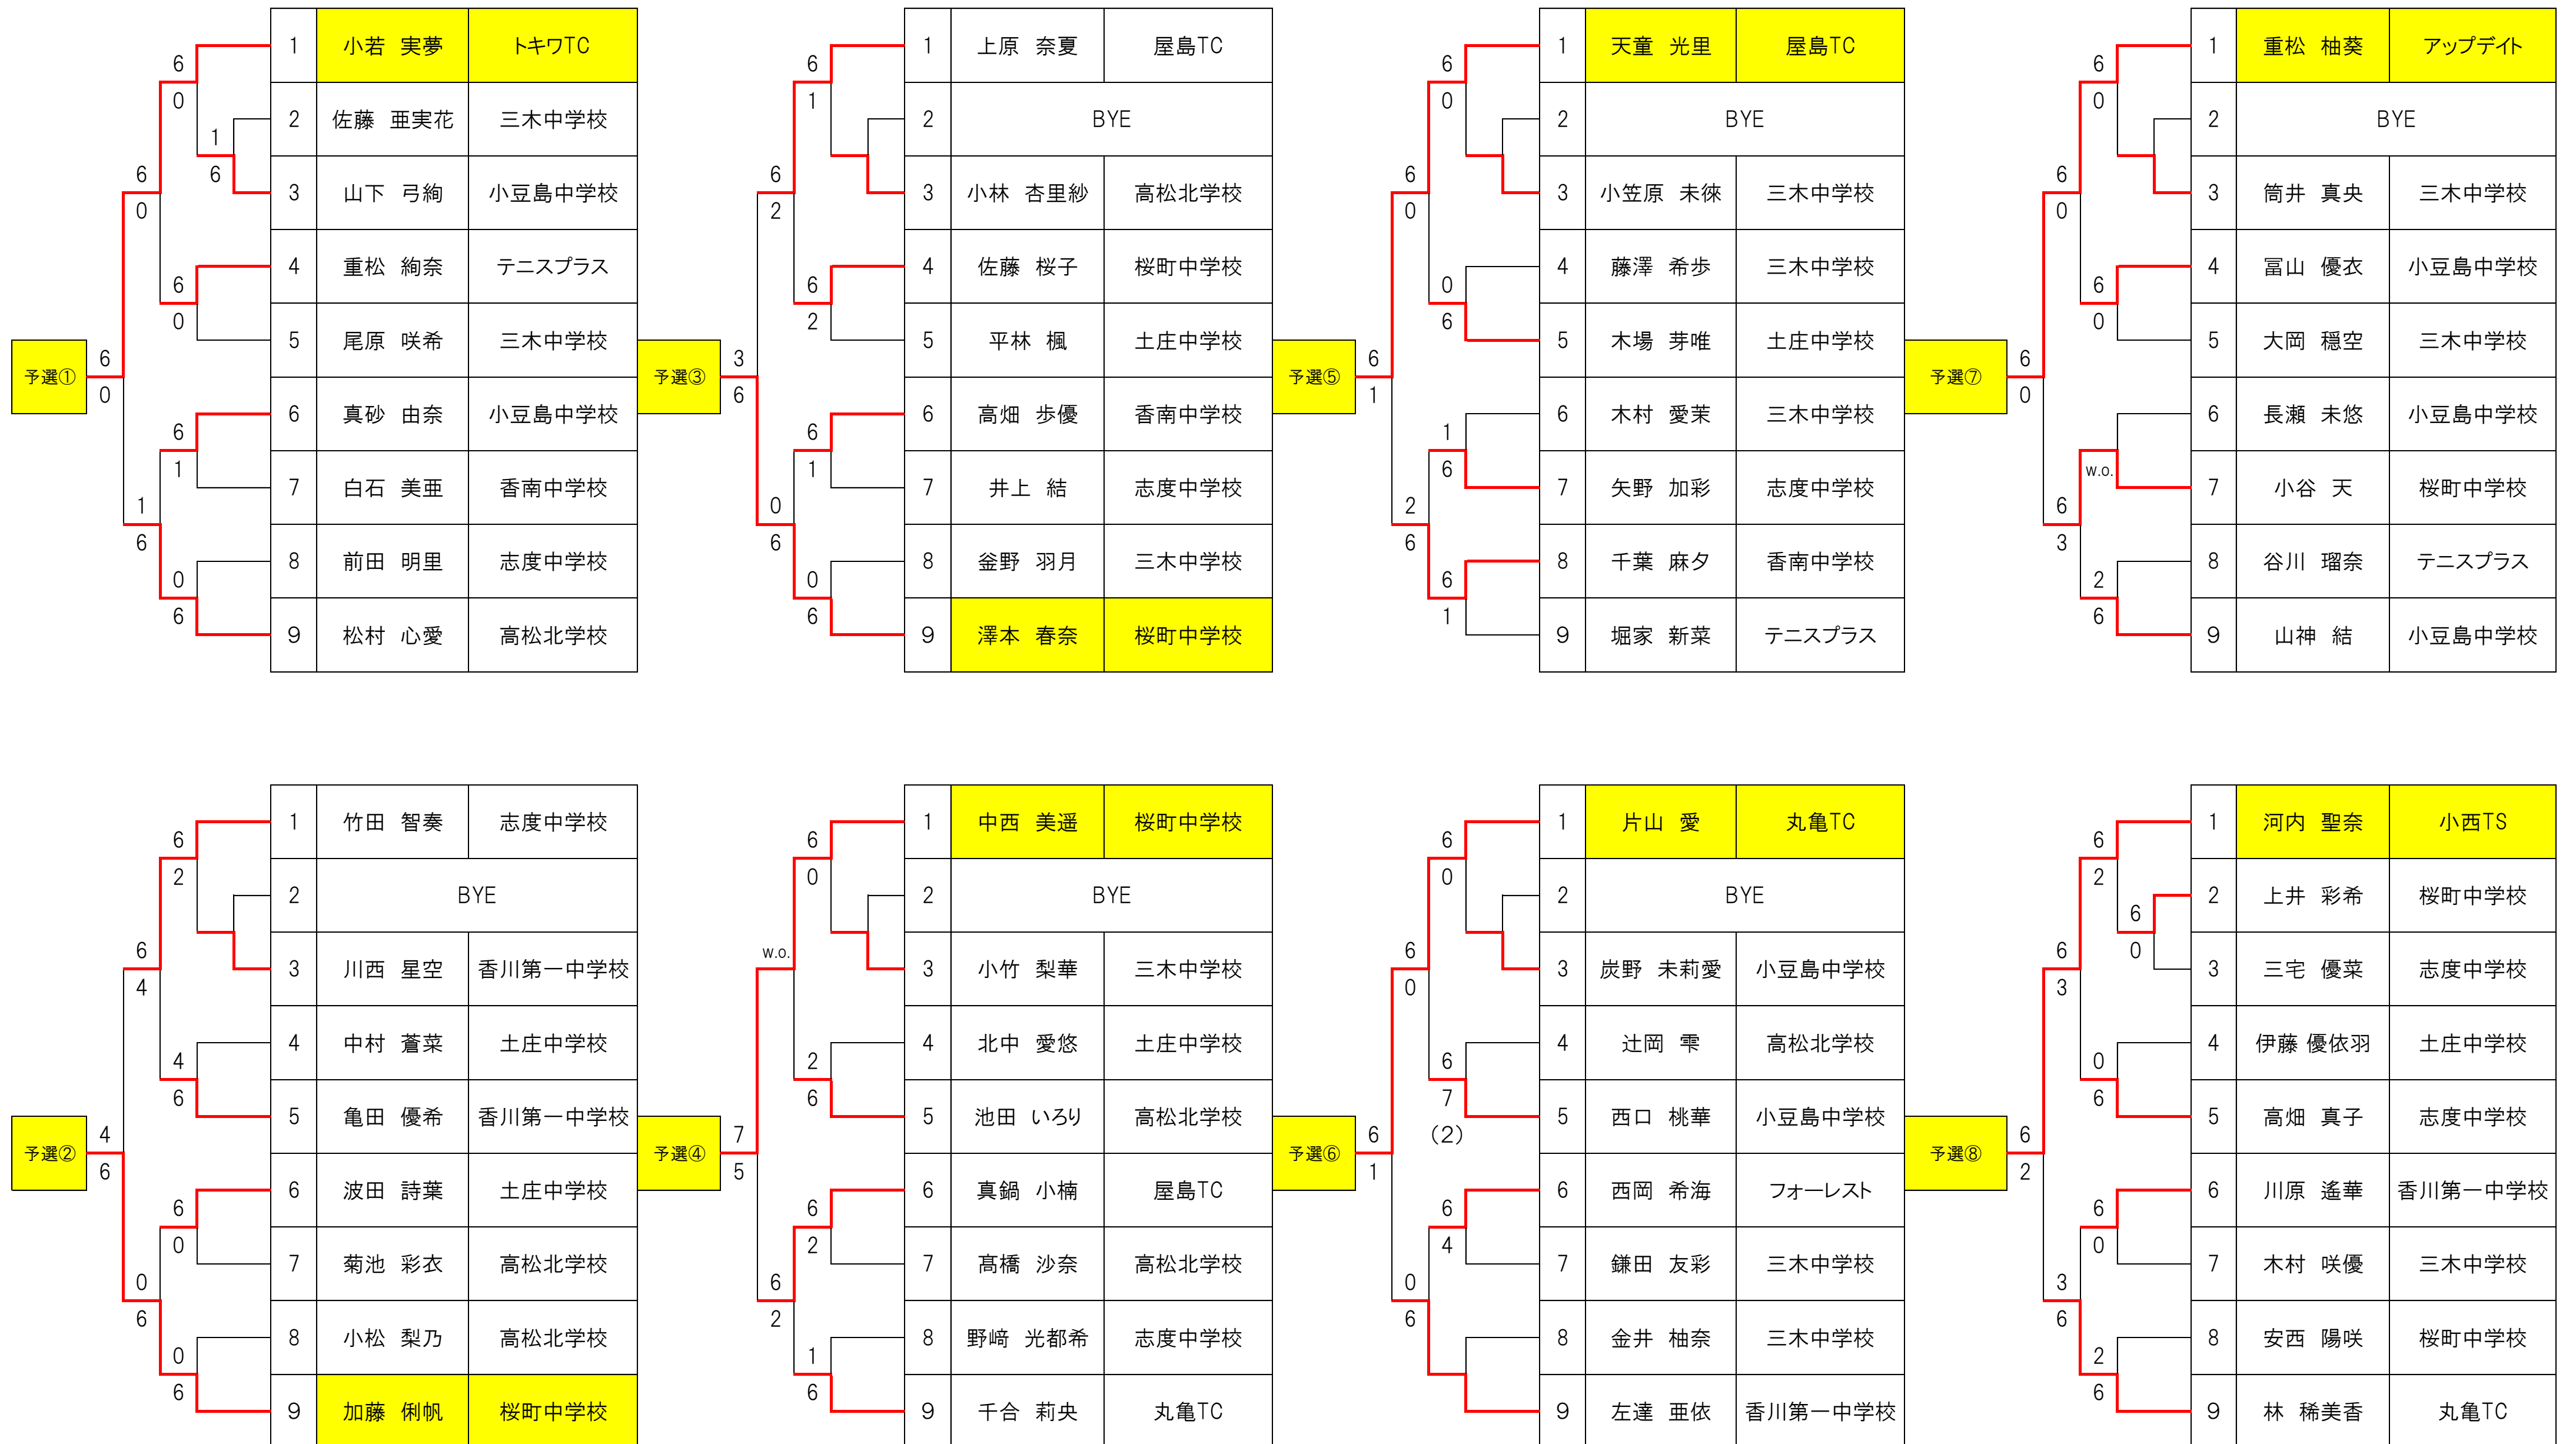 予選①
1 小若 実夢 トキワTC
2 佐藤 亜実花 三木中学校
3 山下 弓絢 小豆島中学校
4 重松 絢奈 テニスプラス
5 尾原 咲希 三木中学校
6 真砂 由奈 小豆島中学校
7 白石 美亜 香南中学校
8 前田 明里 志度中学校
9 松村 心愛 高松北学校
6
0
1
6
6
0
6
0
6
0
6
1
1
6
0
6
予選③
1 上原 奈夏 屋島TC
2 BYE
3 小林 杏里紗 高松北学校
4 佐藤 桜子 桜町中学校
5 平林 楓 土庄中学校
6 高畑 歩優 香南中学校
7 井上 結 志度中学校
8 釜野 羽月 三木中学校
9 澤本 春奈 桜町中学校
6
1
6
2
6
2
3
6
6
1
0
6
0
6
予選⑤
1 天童 光里 屋島TC
2 BYE
3 小笠原 未徠 三木中学校
4 藤澤 希歩 三木中学校
5 木場 芽唯 土庄中学校
6 木村 愛茉 三木中学校
7 矢野 加彩 志度中学校
8 千葉 麻夕 香南中学校
9 堀家 新菜 テニスプラス
6
0
6
0
0
6
6
1
1
6
2
6
6
1
予選⑦
1 重松 柚葵 アップデイト
2 BYE
3 筒井 真央 三木中学校
4 冨山 優衣 小豆島中学校
5 大岡 穏空 三木中学校
6 長瀬 未悠 小豆島中学校
7 小谷 天 桜町中学校
8 谷川 瑠奈 テニスプラス
9 山神 結 小豆島中学校
6
0
6
0
6
0
6
0
w.o.
6
3
2
6
予選②
1 竹田 智奏 志度中学校
2 BYE
3 川西 星空 香川第一中学校
4 中村 蒼菜 土庄中学校
5 亀田 優希 香川第一中学校
6 波田 詩葉 土庄中学校
7 菊池 彩衣 高松北学校
8 小松 梨乃 高松北学校
9 加藤 俐帆 桜町中学校
6
2
6
4
4
6
4
6
6
0
0
6
0
6
予選④
1 中西 美遥 桜町中学校
2 BYE
3 小竹 梨華 三木中学校
4 北中 愛悠 土庄中学校
5 池田 いろり 高松北学校
6 真鍋 小楠 屋島TC
7 髙橋 沙奈 高松北学校
8 野﨑 光都希 志度中学校
9 千合 莉央 丸亀TC
6
0
w.o.
2
6
7
5
6
2
6
2
1
6
予選⑥
1 片山 愛 丸亀TC
2 BYE
3 炭野 未莉愛 小豆島中学校
4 辻岡 雫 高松北学校
5 西口 桃華 小豆島中学校
6 西岡 希海 フォーレスト
7 鎌田 友彩 三木中学校
8 金井 柚奈 三木中学校
9 左達 亜依 香川第一中学校
6
0
6
0
6
7
(2)
6
1
6
4
0
6
予選⑧
1 河内 聖奈 小西TS
2 上井 彩希 桜町中学校
3 三宅 優菜 志度中学校
4 伊藤 優依羽 土庄中学校
5 高畑 真子 志度中学校
6 川原 遙華 香川第一中学校
7 木村 咲優 三木中学校
8 安西 陽咲 桜町中学校
9 林 稀美香 丸亀TC
6
2
6
0
6
3
0
6
6
2
6
0
3
6
2
6